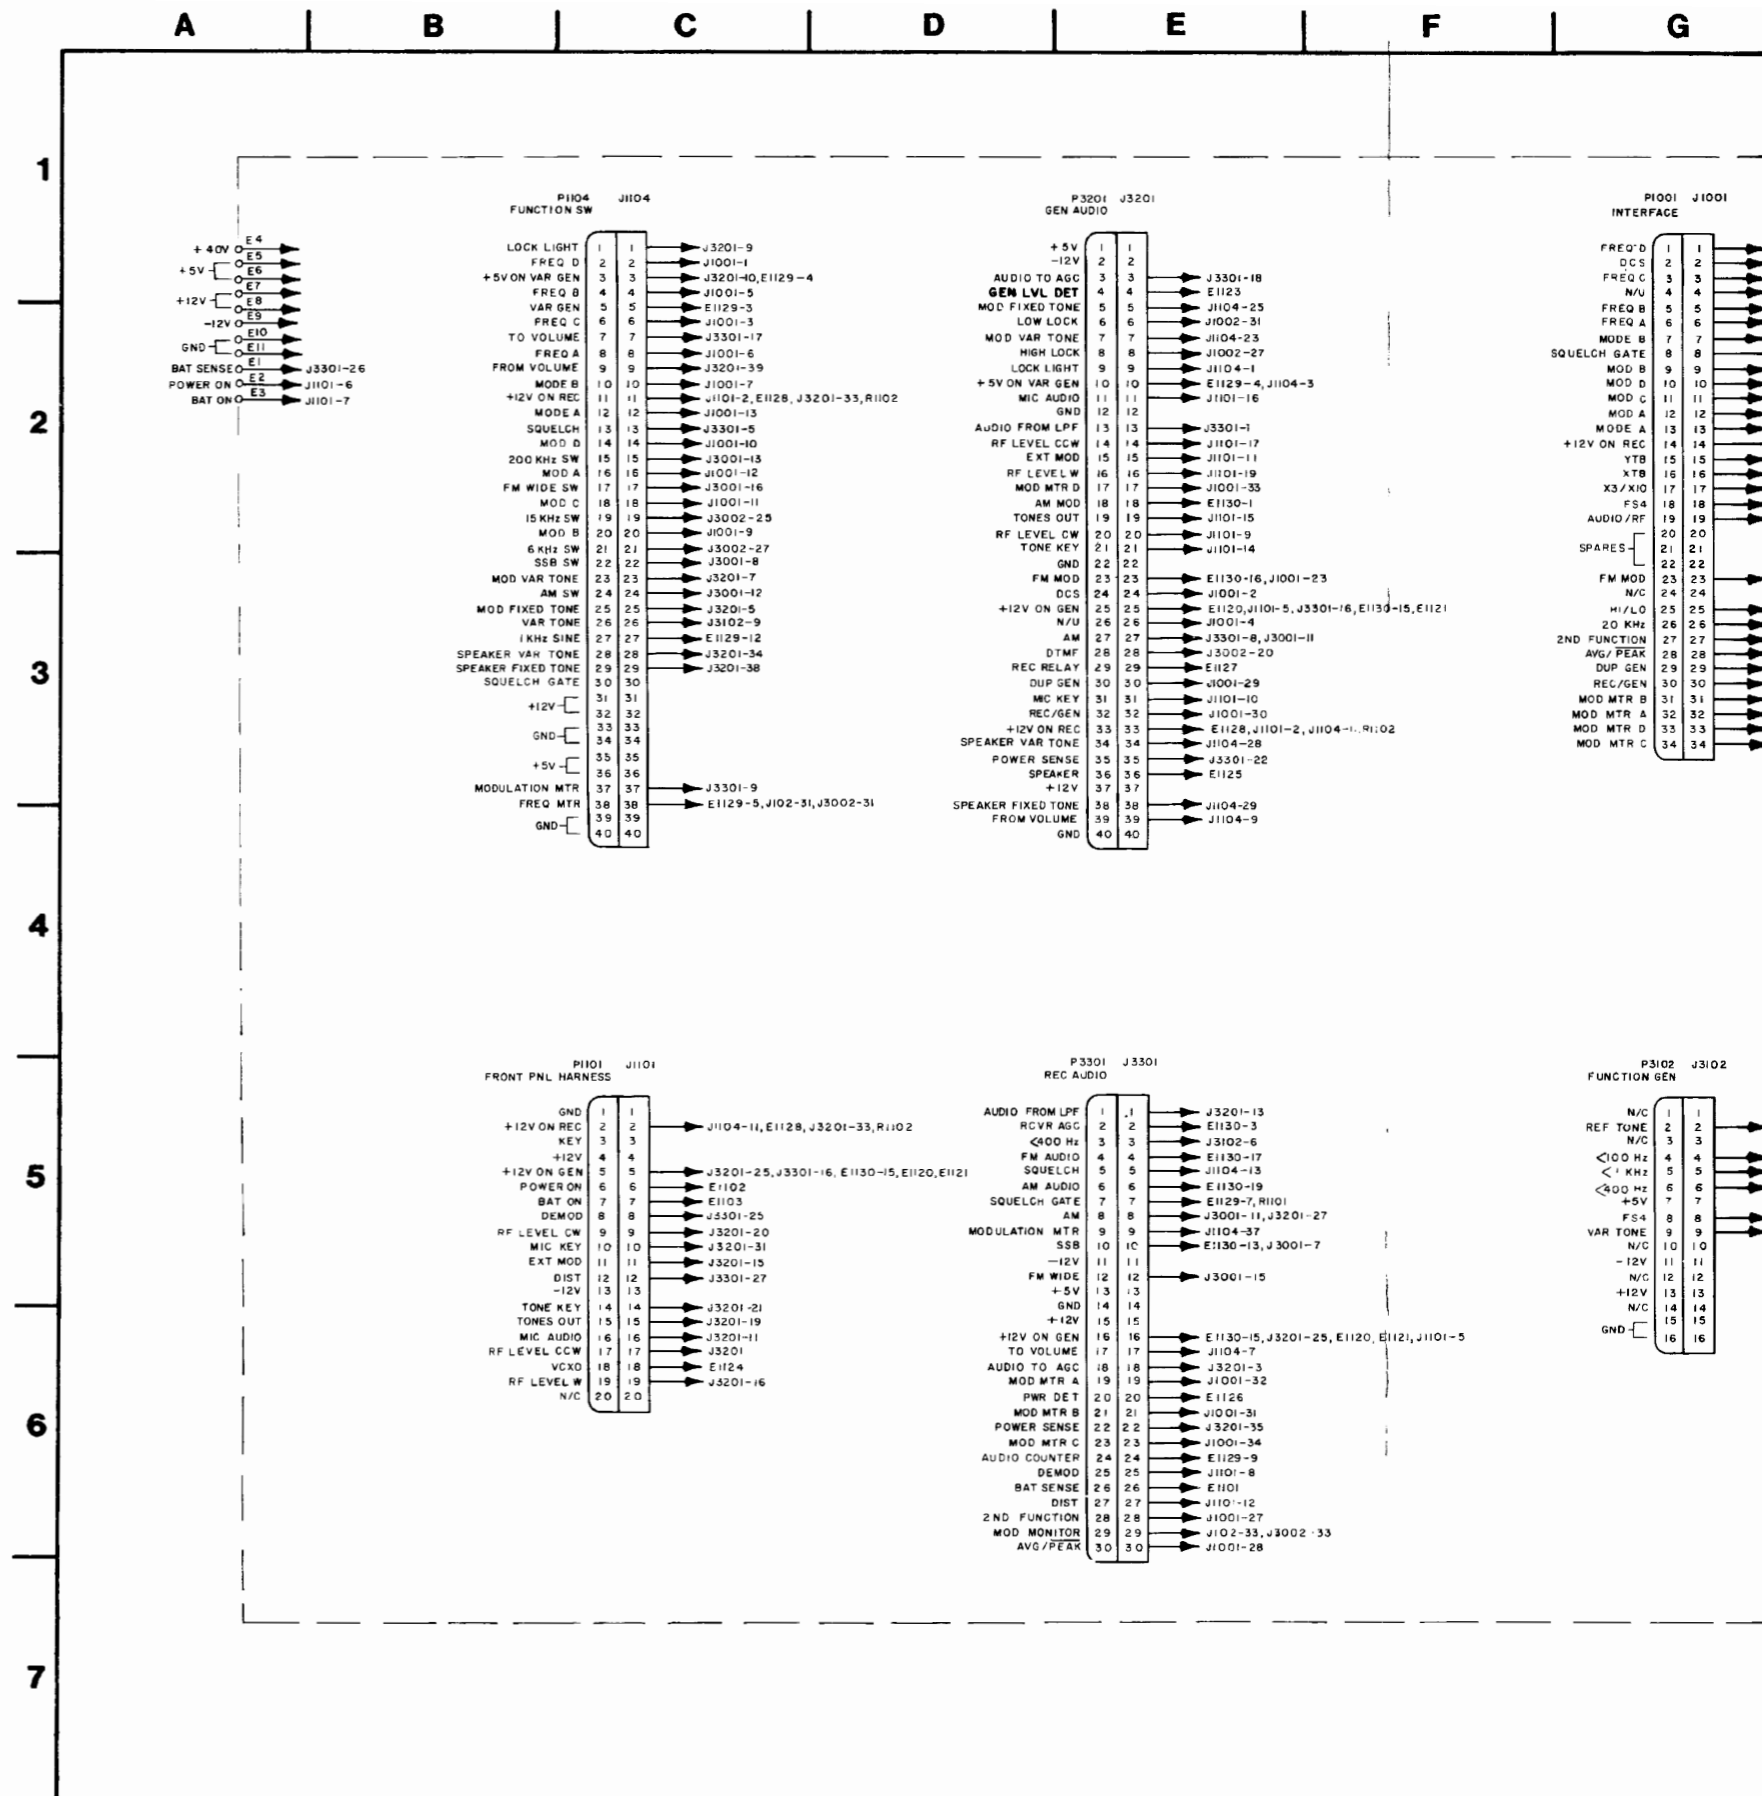 A B C D E F G
1
2
3
4
5
6
7
+40V E4
E5
+5V E6
E7
+12V E8
-12V E9
E10
GND E11
BAT SENSE E1 J3301-26
POWER ON E2 J1101-6
BAT ON E3 J1101-7
P1104 J1104
FUNCTION SW
LOCK LIGHT 1 1 J3201-9
FREQ D 2 2 J1001-1
+5V ON VAR GEN 3 3 J3201-10,E1129-4
FREQ B 4 4 J1001-5
VAR GEN 5 5 E1129-3
FREQ C 6 6 J1001-3
TO VOLUME 7 7 J3301-17
FREQ A 8 8 J1001-6
FROM VOLUME 9 9 J3201-39
MODE B 10 10 J1001-7
+12V ON REC 11 11 J1101-2, E1128, J3201-33, R1102
MODE A 12 12 J1001-13
SQUELCH 13 13 J3301-5
MOD D 14 14 J1001-10
200 KHz SW 15 15 J3001-13
MOD A 16 16 J1001-12
FM WIDE SW 17 17 J3001-16
MOD C 18 18 J1001-11
15 KHz SW 19 19 J3002-25
MOD B 20 20 J1001-9
6 KHz SW 21 21 J3002-27
SSB SW 22 22 J3001-8
MOD VAR TONE 23 23 J3201-7
AM SW 24 24 J3001-12
MOD FIXED TONE 25 25 J3201-5
VAR TONE 26 26 J3102-9
1 KHz SINE 27 27 E1129-12
SPEAKER VAR TONE 28 28 J3201-34
SPEAKER FIXED TONE 29 29 J3201-38
SQUELCH GATE 30 30
+12V 31 31
32 32
GND 33 33
34 34
+5V 35 35
36 36
MODULATION MTR 37 37 J3301-9
FREQ MTR 38 38 E1129-5,J102-31,J3002-31
GND 39 39
40 40
P3201 J3201
GEN AUDIO
+5V 1 1
-12V 2 2
AUDIO TO AGC 3 3 J3301-18
GEN LVL DET 4 4 E1123
MOD FIXED TONE 5 5 J1104-25
LOW LOCK 6 6 J1002-31
MOD VAR TONE 7 7 J1104-23
HIGH LOCK 8 8 J1002-27
LOCK LIGHT 9 9 J1104-1
+5V ON VAR GEN 10 10 E1129-4,J1104-3
MIC AUDIO 11 11 J1101-16
GND 12 12
AUDIO FROM LPF 13 13 J3301-1
RF LEVEL CCW 14 14 J1101-17
EXT MOD 15 15 J1101-11
RF LEVEL W 16 16 J1101-19
MOD MTR D 17 17 J1001-33
AM MOD 18 18 E1130-1
TONES OUT 19 19 J1101-15
RF LEVEL CW 20 20 J1101-9
TONE KEY 21 21 J1101-14
GND 22 22
FM MOD 23 23 E1130-16,J1001-23
DCS 24 24 J1001-2
+12V ON GEN 25 25 E1120,J1101-5,J3301-16,E1130-15,E1121
N/U 26 26 J1001-4
AM 27 27 J3301-8,J3001-11
DTMF 28 28 J3002-20
REC RELAY 29 29 E1127
DUP GEN 30 30 J1001-29
MIC KEY 31 31 J1101-10
REC/GEN 32 32 J1001-30
+12V ON REC 33 33 E1128,J1101-2,
SPEAKER VAR TONE 34 34 J1104-28
POWER SENSE 35 35 J3301-22
SPEAKER 36 36 E1125
+12V 37 37
SPEAKER FIXED TONE 38 38 J1104-29
FROM VOLUME 39 39 J1104-9
GND 40 40
P1001 J1001
INTERFACE
FREQ D 1 1
DCS 2 2
FREQ C 3 3
N/U 4 4
FREQ B 5 5
FREQ A 6 6
MODE B 7 7
SQUELCH GATE 8 8
MOD B 9 9
MOD D 10 10
MOD C 11 11
MOD A 12 12
MODE A 13 13
+12V ON REC 14 14
YTB 15 15
XTB 16 16
X3/X10 17 17
FS4 18 18
AUDIO/RF 19 19
20 20
SPARES 21 21
22 22
FM MOD 23 23
N/C 24 24
HI/LO 25 25
20 KHz 26 26
2ND FUNCTION 27 27
AVG/PEAK 28 28
DUP GEN 29 29
REC/GEN 30 30
MOD MTR B 31 31
MOD MTR A 32 32
MOD MTR D 33 33
MOD MTR C 34 34
P1101 J1101
FRONT PNL HARNESS
GND 1 1
+12V ON REC 2 2 J1104-11,E1128,J3201-33,R1102
KEY 3 3
+12V 4 4
+12V ON GEN 5 5 J3201-25,J3301-16, E1130-15,E1120,E1121
POWER ON 6 6 E1102
BAT ON 7 7 E1103
DEMOD 8 8 J3301-25
RF LEVEL CW 9 9 J3201-20
MIC KEY 10 10 J3201-31
EXT MOD 11 11 J3201-15
DIST 12 12 J3301-27
-12V 13 13
TONE KEY 14 14 J3201-21
TONES OUT 15 15 J3201-19
MIC AUDIO 16 16 J3201-11
RF LEVEL CCW 17 17 J3201
VCXO 18 18 E1124
RF LEVEL W 19 19 J3201-16
N/C 20 20
P3301 J3301
REC AUDIO
AUDIO FROM LPF 1 1 J3201-13
RCVR AGC 2 2 E1130-3
<400 Hz 3 3 J3102-6
FM AUDIO 4 4 E1130-17
SQUELCH 5 5 J1104-13
AM AUDIO 6 6 E1130-19
SQUELCH GATE 7 7 E1129-7,R1101
AM 8 8 J3001-11,J3201-27
MODULATION MTR 9 9 J1104-37
SSB 10 10 E1130-13,J3001-7
-12V 11 11
FM WIDE 12 12 J3001-15
+5V 13 13
GND 14 14
+12V 15 15
+12V ON GEN 16 16 E1130-15,J3201-25, E1120, E1121,J1101-5
TO VOLUME 17 17 J1104-7
AUDIO TO AGC 18 18 J3201-3
MOD MTR A 19 19 J1001-32
PWR DET 20 20 E1126
MOD MTR B 21 21 J1001-31
POWER SENSE 22 22 J3201-35
MOD MTR C 23 23 J1001-34
AUDIO COUNTER 24 24 E1129-9
DEMOD 25 25 J1101-8
BAT SENSE 26 26 E1101
DIST 27 27 J1101-12
2ND FUNCTION 28 28 J1001-27
MOD MONITOR 29 29 J102-33,J3002-33
AVG/PEAK 30 30 J1001-28
P3102 J3102
FUNCTION GEN
N/C 1 1
REF TONE 2 2
N/C 3 3
<100 Hz 4 4
<1 KHz 5 5
<400 Hz 6 6
+5V 7 7
FS4 8 8
VAR TONE 9 9
N/C 10 10
-12V 11 11
N/C 12 12
+12V 13 13
N/C 14 14
GND 15 15
16 16